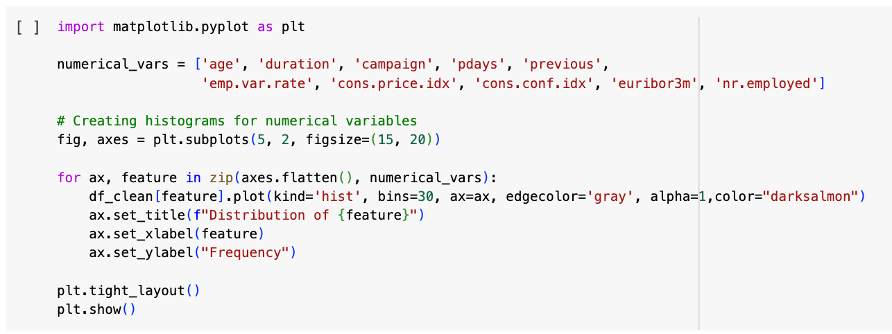 [ ] import matplotlib.pyplot as plt
numerical_vars = ['age', 'duration', 'campaign', 'pdays', 'previous',
'emp.var.rate', 'cons.price.idx', 'cons.conf.idx', 'euribor3m', 'nr.employed']
# Creating histograms for numerical variables
fig, axes = plt.subplots(5, 2, figsize=(15, 20))
for ax, feature in zip(axes.flatten(), numerical_vars):
df_clean[feature].plot(kind='hist', bins=30, ax=ax, edgecolor='gray', alpha=1,color="darksalmon")
ax.set_title(f"Distribution of {feature}")
ax.set_xlabel(feature)
ax.set_ylabel("Frequency")
plt.tight_layout()
plt.show()